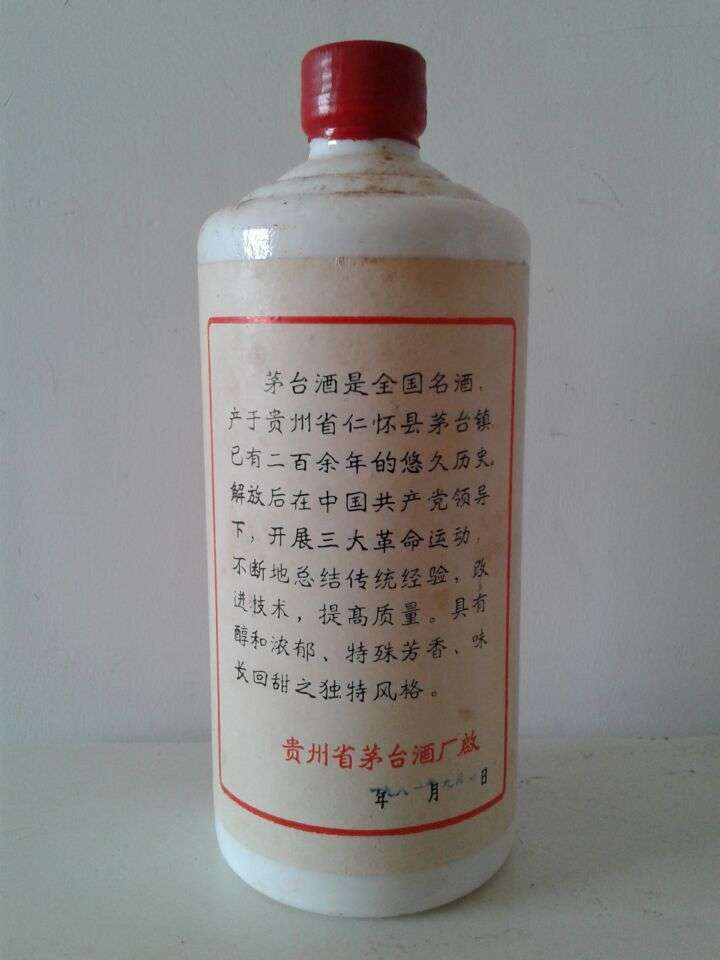 茅台酒是全国名酒，
产于贵州省仁怀县茅台镇，
已有二百余年的悠久历史。
解放后在中国共产党领导
下，开展三大革命运动，
不断地总结传统经验，改
进技术，提高质量。具有
醇和浓郁、特殊芳香、味
长回甜之独特风格。
贵州省茅台酒厂啟
年 月 日